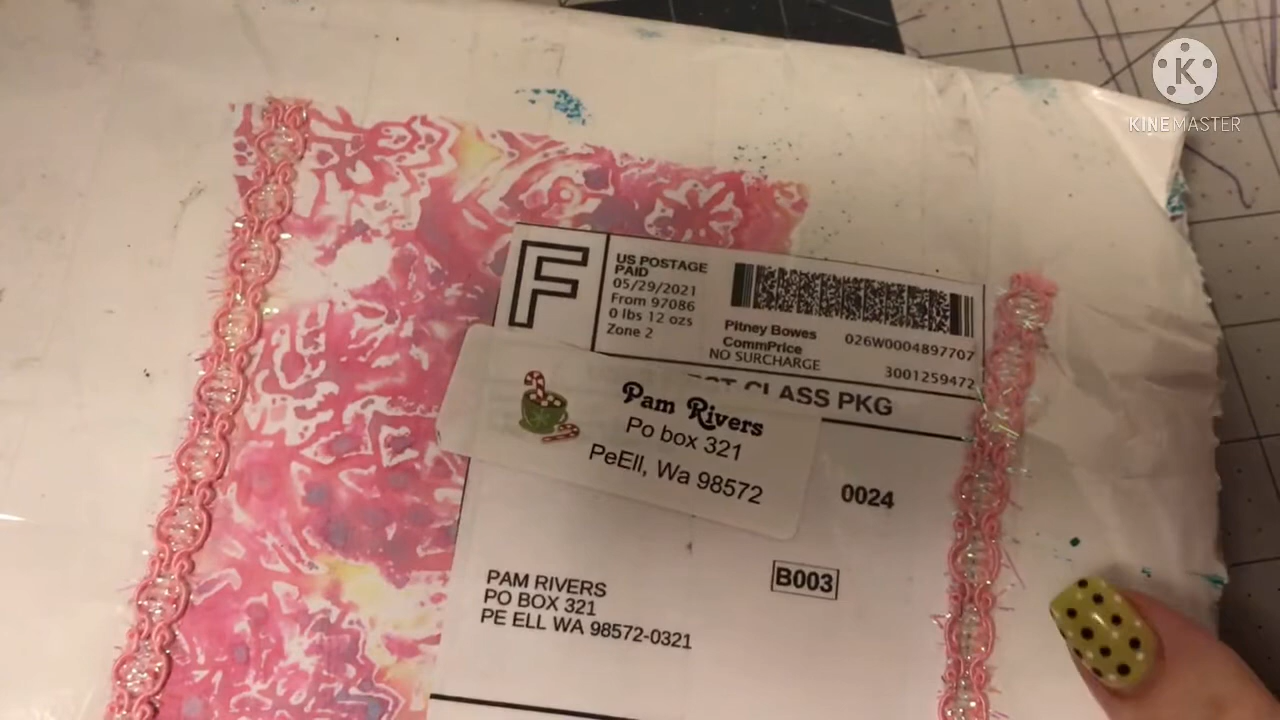 K
KINEMASTER
F
US POSTAGE
PAID
05/29/2021
From 97086
0 lbs 12 ozs
Zone 2
Pitney Bowes
CommPrice
NO SURCHARGE
026W0004897707
3001259472
CLASS PKG
Pam Rivers
Po box 321
PeEll, Wa 98572
0024
B003
PAM RIVERS
PO BOX 321
PE ELL WA 98572-0321